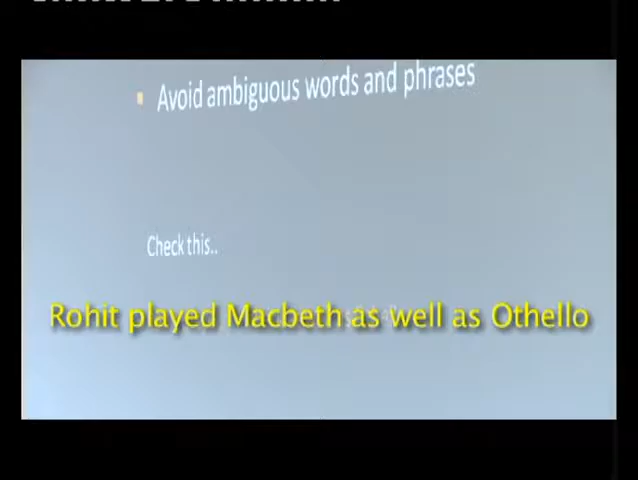 Avoid ambiguous words and phrases
Check this..
Rohit played Macbeth as well as Othello